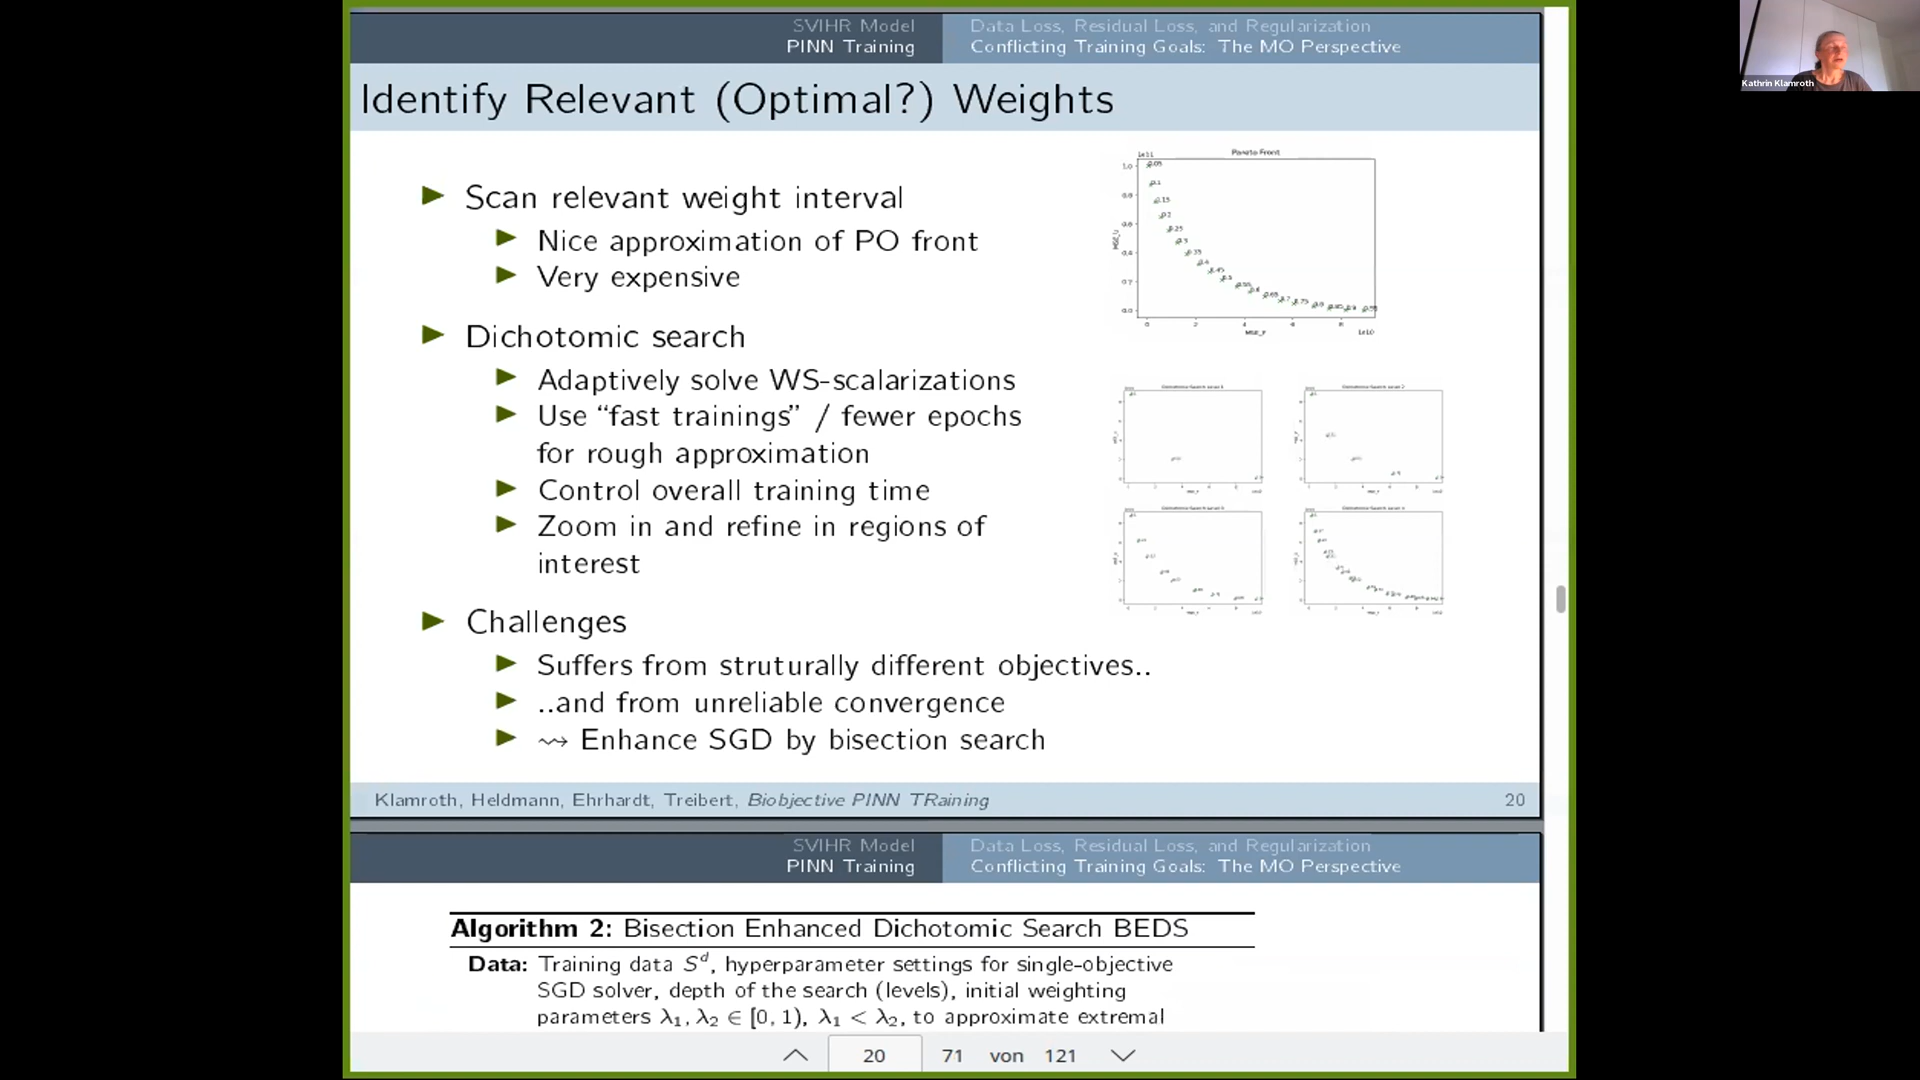 SVIHR Model
PINN Training
Data Loss, Residual Loss, and Regularization
Conflicting Training Goals: The MO Perspective
Kathrin Klamroth
Identify Relevant (Optimal?) Weights
Scan relevant weight interval
Nice approximation of PO front
Very expensive
Pareto Front
Dichotomic search
Adaptively solve WS-scalarizations
Use “fast trainings” / fewer epochs
for rough approximation
Control overall training time
Zoom in and refine in regions of
interest
Challenges
Suffers from struturally different objectives..
..and from unreliable convergence
⇝ Enhance SGD by bisection search
Klamroth, Heldmann, Ehrhardt, Treibert, Biobjective PINN TRaining
20
SVIHR Model
PINN Training
Data Loss, Residual Loss, and Regularization
Conflicting Training Goals: The MO Perspective
Algorithm 2: Bisection Enhanced Dichotomic Search BEDS
Data: Training data S^d, hyperparameter settings for single-objective
SGD solver, depth of the search (levels), initial weighting
parameters λ₁, λ₂ ∈ [0, 1), λ₁ < λ₂, to approximate extremal
20 71 von 121